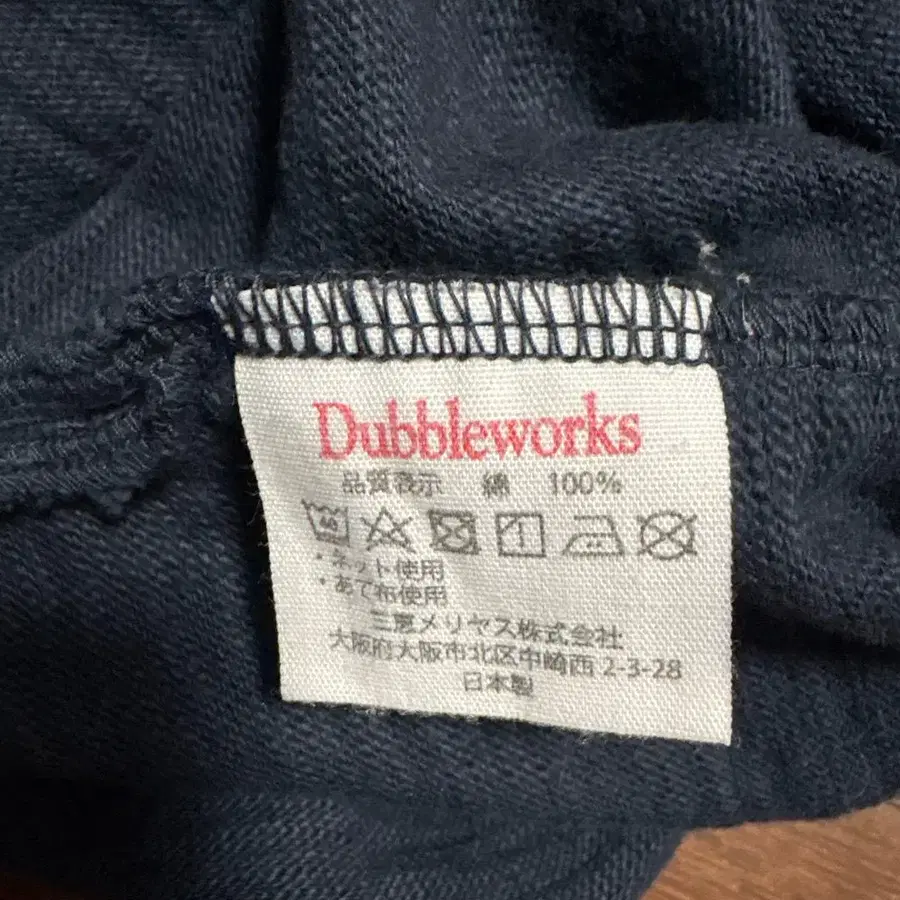 Dubbleworks
品質表示 綿 100%
・ネット使用
・あて布使用
三恵メリヤス株式会社
大阪府大阪市北区中崎西 2-3-28
日本製